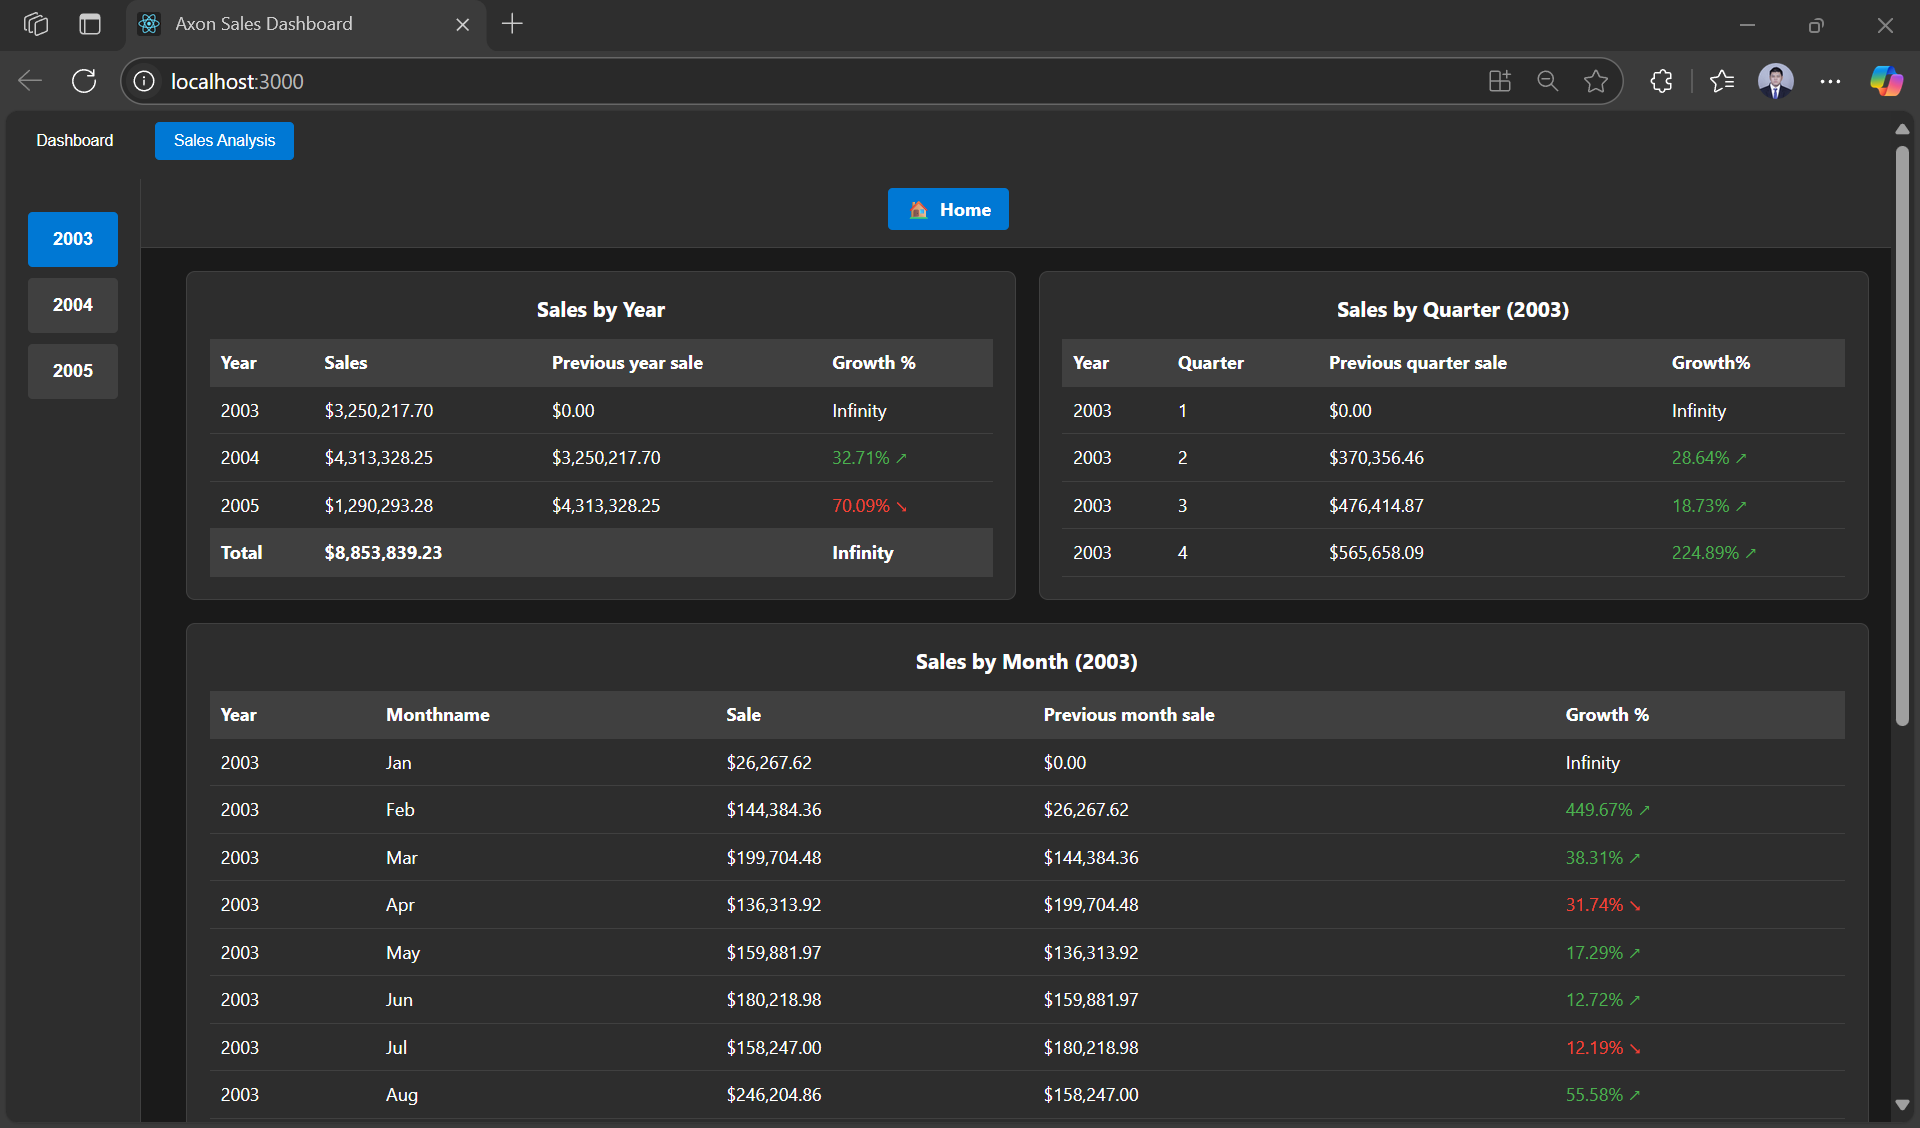 Axon Sales Dashboard
localhost:3000
Dashboard Sales Analysis
Home
2003
2004
2005
Sales by Year
Year Sales Previous year sale Growth %
2003 $3,250,217.70 $0.00 Infinity
2004 $4,313,328.25 $3,250,217.70 32.71% ↗
2005 $1,290,293.28 $4,313,328.25 70.09% ↘
Total $8,853,839.23 Infinity
Sales by Quarter (2003)
Year Quarter Previous quarter sale Growth%
2003 1 $0.00 Infinity
2003 2 $370,356.46 28.64% ↗
2003 3 $476,414.87 18.73% ↗
2003 4 $565,658.09 224.89% ↗
Sales by Month (2003)
Year Monthname Sale Previous month sale Growth %
2003 Jan $26,267.62 $0.00 Infinity
2003 Feb $144,384.36 $26,267.62 449.67% ↗
2003 Mar $199,704.48 $144,384.36 38.31% ↗
2003 Apr $136,313.92 $199,704.48 31.74% ↘
2003 May $159,881.97 $136,313.92 17.29% ↗
2003 Jun $180,218.98 $159,881.97 12.72% ↗
2003 Jul $158,247.00 $180,218.98 12.19% ↘
2003 Aug $246,204.86 $158,247.00 55.58% ↗